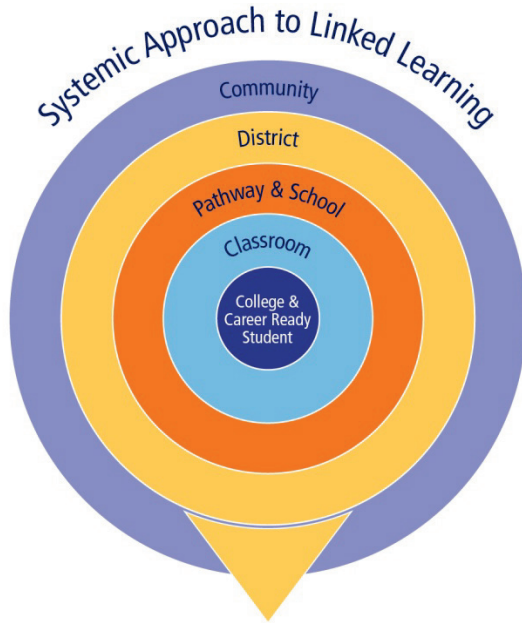 Systemic Approach to Linked Learning
Community
District
Pathway & School
Classroom
College &
Career Ready
Student